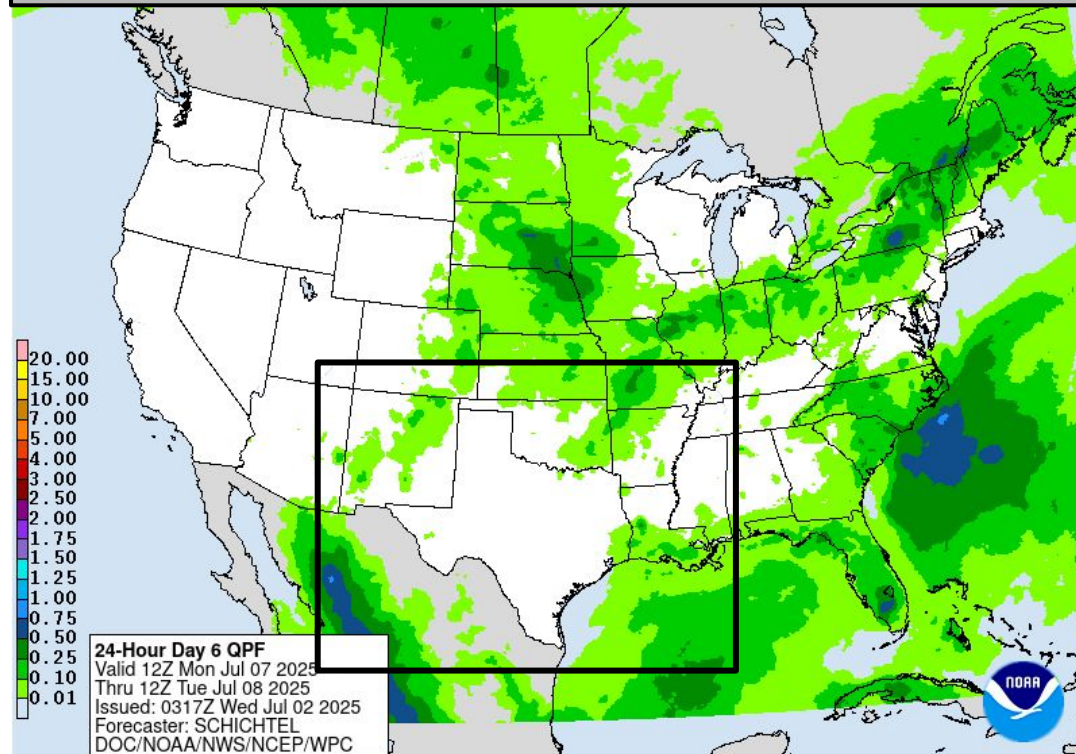 20.00
15.00
10.00
7.00
5.00
4.00
3.00
2.50
2.00
1.75
1.50
1.25
1.00
0.75
0.50
0.25
0.10
0.01
24-Hour Day 6 QPF
Valid 12Z Mon Jul 07 2025
Thru 12Z Tue Jul 08 2025
Issued: 0317Z Wed Jul 02 2025
Forecaster: SCHICHTEL
DOC/NOAA/NWS/NCEP/WPC
NOAA